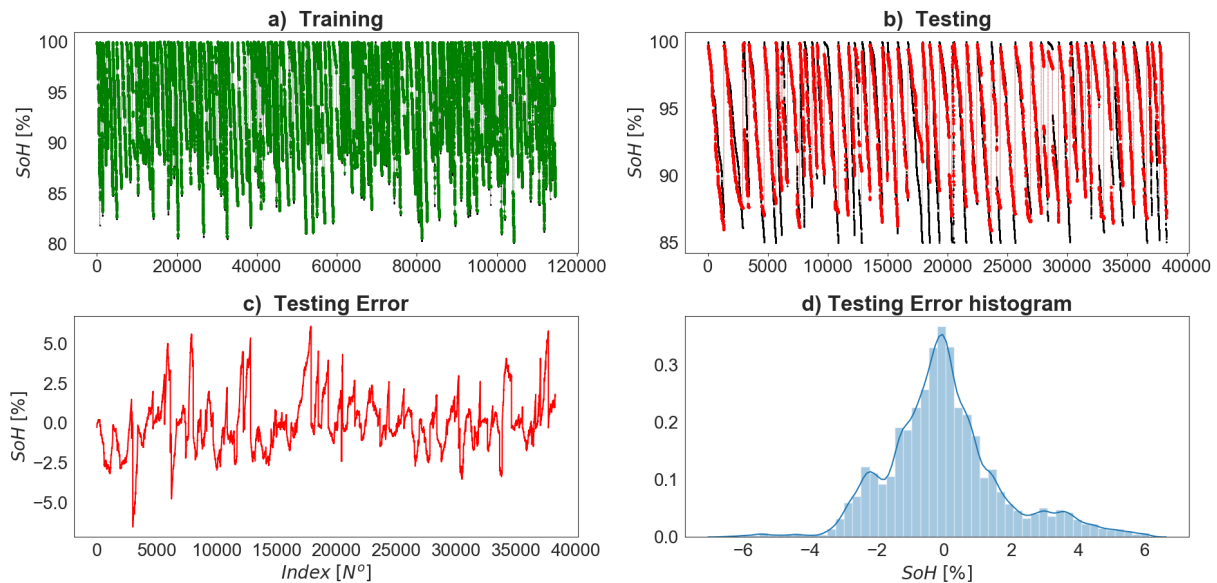 a)  Training
b)  Testing
SoH [%]
100
95
90
85
80
0 20000 40000 60000 80000 100000 120000
SoH [%]
100
95
90
85
0 5000 10000 15000 20000 25000 30000 35000 40000
c)  Testing Error
d) Testing Error histogram
SoH [%]
5.0
2.5
0.0
−2.5
−5.0
0 5000 10000 15000 20000 25000 30000 35000 40000
Index [Nº]
0.3
0.2
0.1
0.0
−6 −4 −2 0 2 4 6
SoH [%]